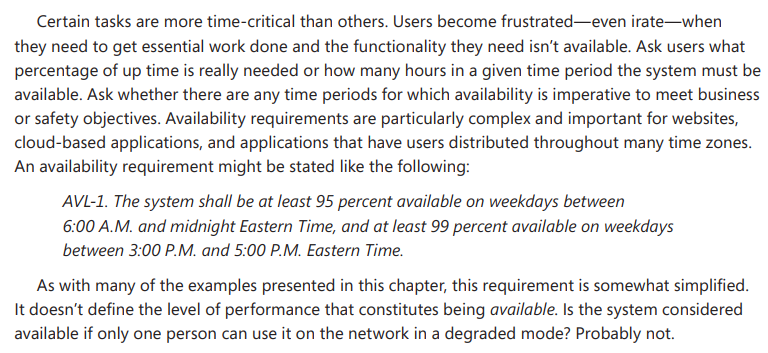 Certain tasks are more time-critical than others. Users become frustrated—even irate—when
they need to get essential work done and the functionality they need isn’t available. Ask users what
percentage of up time is really needed or how many hours in a given time period the system must be
available. Ask whether there are any time periods for which availability is imperative to meet business
or safety objectives. Availability requirements are particularly complex and important for websites,
cloud-based applications, and applications that have users distributed throughout many time zones.
An availability requirement might be stated like the following:
AVL-1. The system shall be at least 95 percent available on weekdays between
6:00 A.M. and midnight Eastern Time, and at least 99 percent available on weekdays
between 3:00 P.M. and 5:00 P.M. Eastern Time.
As with many of the examples presented in this chapter, this requirement is somewhat simplified.
It doesn’t define the level of performance that constitutes being available. Is the system considered
available if only one person can use it on the network in a degraded mode? Probably not.